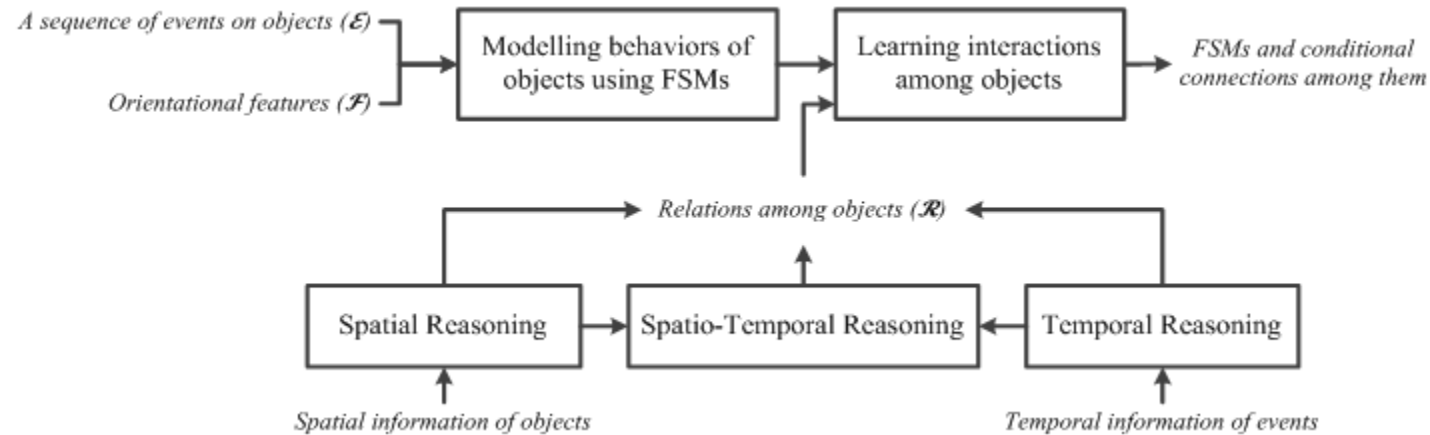 A sequence of events on objects (ℰ)
Orientational features (ℱ)
Modelling behaviors of
objects using FSMs
Learning interactions
among objects
FSMs and conditional
connections among them
Relations among objects (ℛ)
Spatial Reasoning
Spatio-Temporal Reasoning
Temporal Reasoning
Spatial information of objects
Temporal information of events